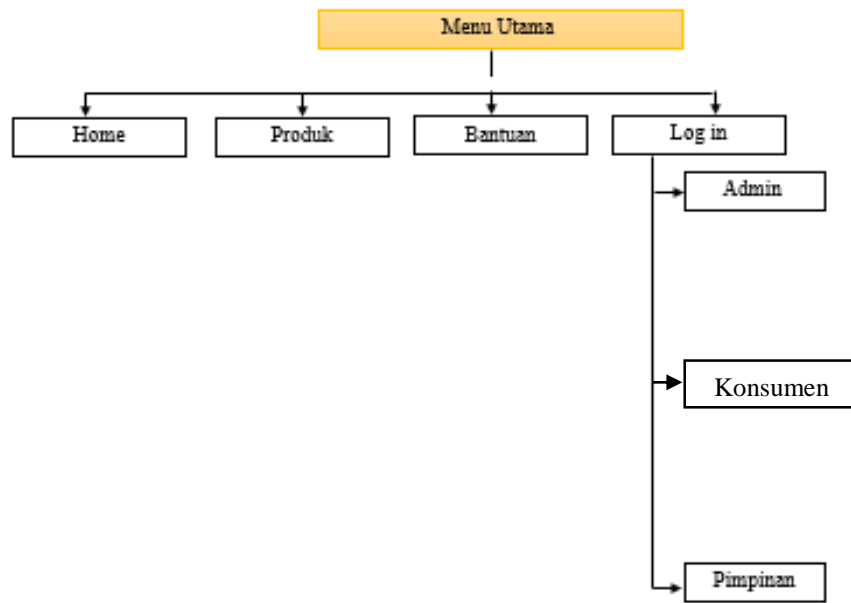 Menu Utama
Home
Produk
Bantuan
Log in
Admin
Konsumen
Pimpinan